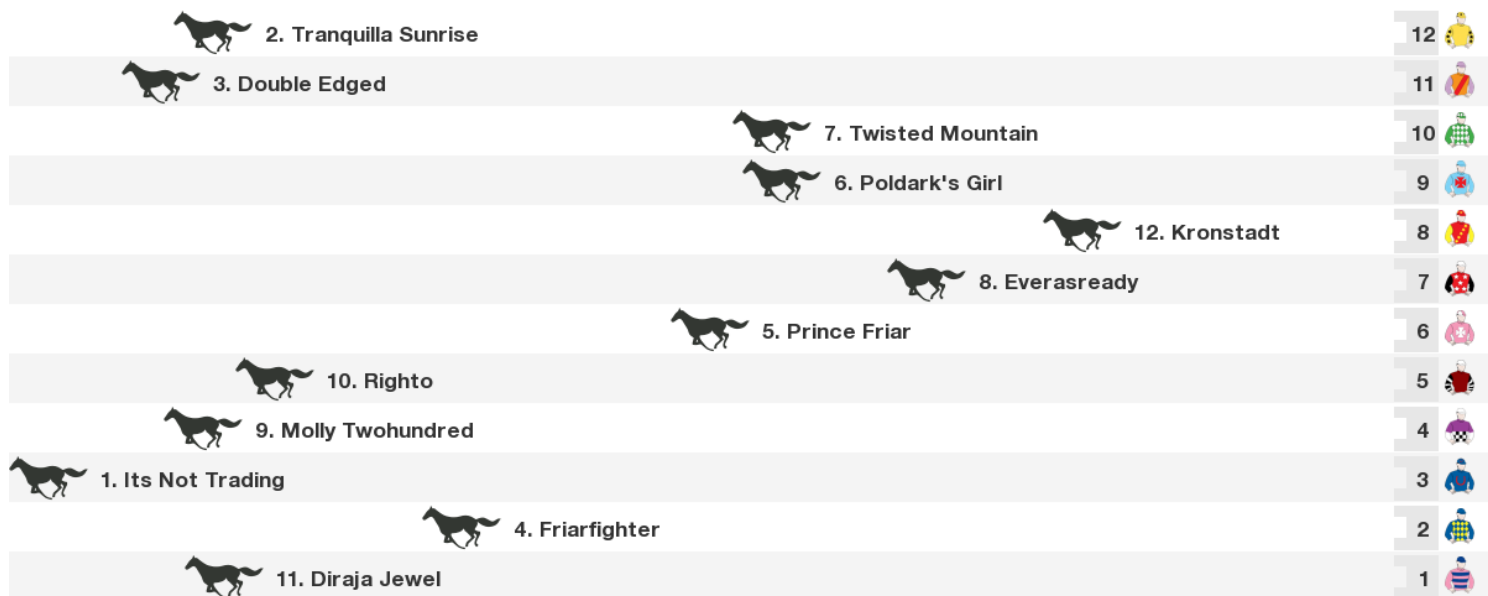 2. Tranquilla Sunrise 12
3. Double Edged 11
7. Twisted Mountain 10
6. Poldark's Girl 9
12. Kronstadt 8
8. Everasready 7
5. Prince Friar 6
10. Righto 5
9. Molly Twohundred 4
1. Its Not Trading 3
4. Friarfighter 2
11. Diraja Jewel 1